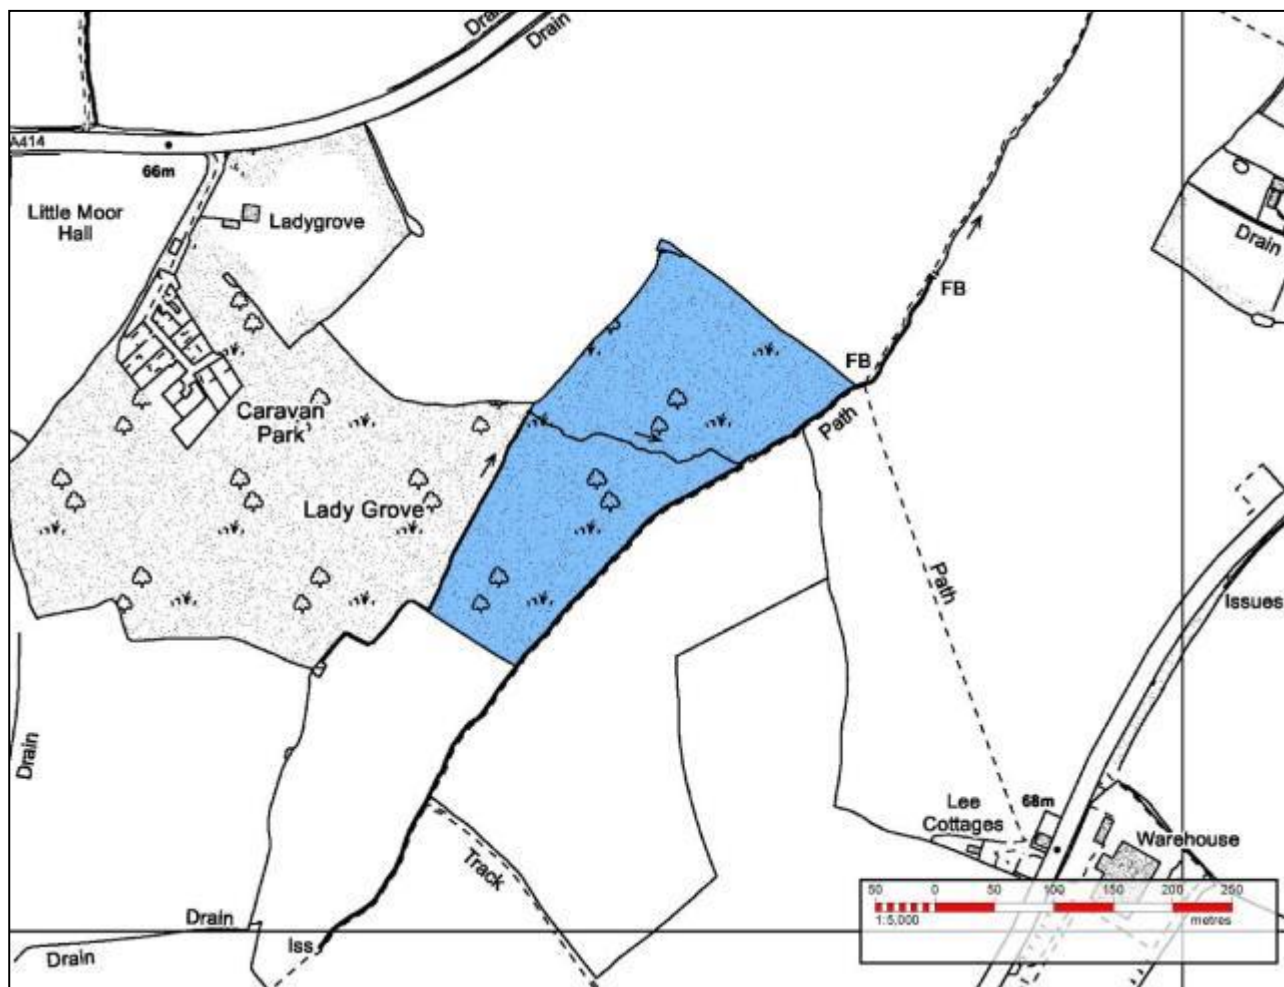 Drain
Drain
A414
66m
Little Moor
Hall
Ladygrove
Drain
FB
FB
Path
Caravan
Park
Lady Grove
Path
Issues
Drain
Lee
Cottages
68m
Warehouse
Track
50 0 50 100 150 200 250
1:5,000 metres
Drain
Iss
Drain